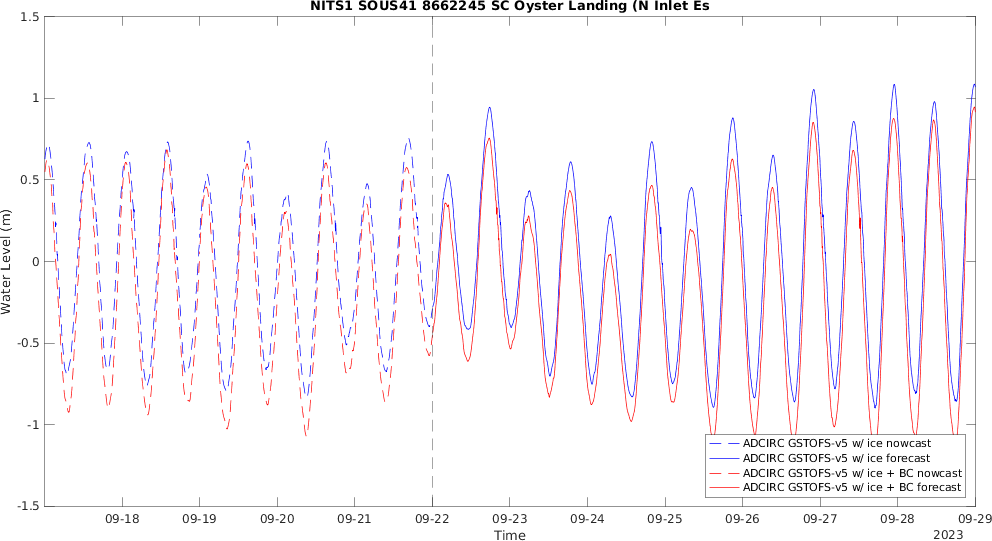 NITS1 SOUS41 8662245 SC Oyster Landing (N Inlet Es
1.5
1
0.5
0
-0.5
-1
-1.5
Water Level (m)
09-18 09-19 09-20 09-21 09-22 09-23 09-24 09-25 09-26 09-27 09-28 09-29
Time
2023
ADCIRC GSTOFS-v5 w/ ice nowcast
ADCIRC GSTOFS-v5 w/ ice forecast
ADCIRC GSTOFS-v5 w/ ice + BC nowcast
ADCIRC GSTOFS-v5 w/ ice + BC forecast